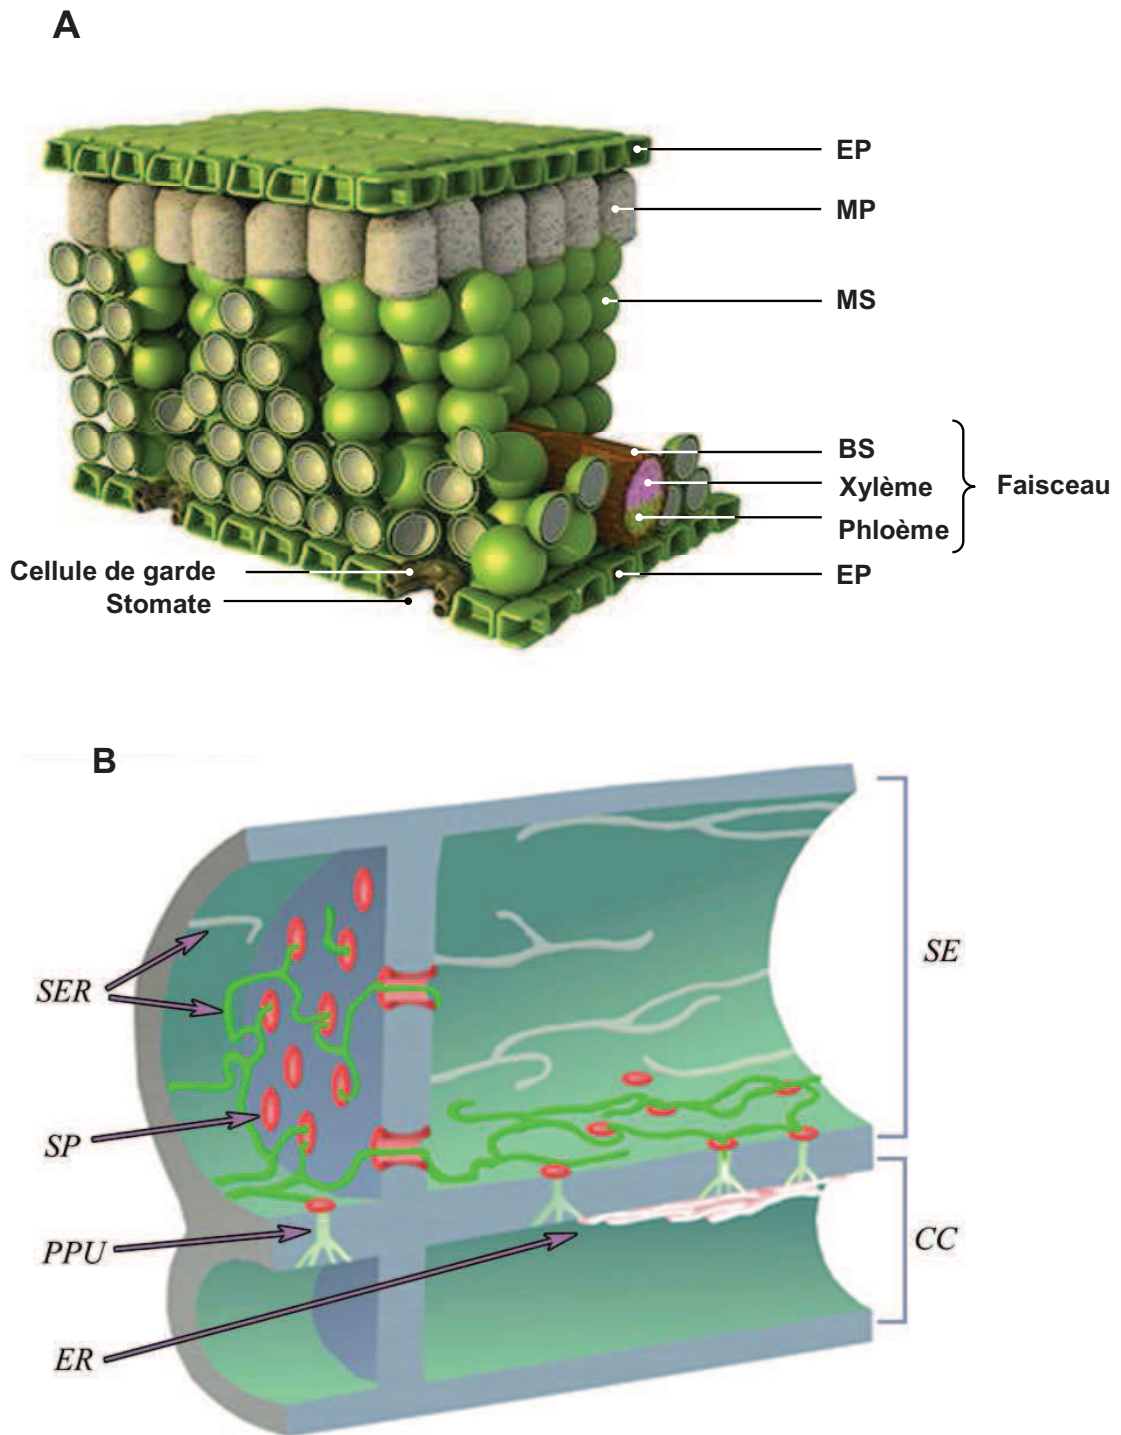 A
EP
MP
MS
BS
Xylème
Faisceau
Phloème
EP
Cellule de garde
Stomate
B
SE
SER
SP
PPU
CC
ER